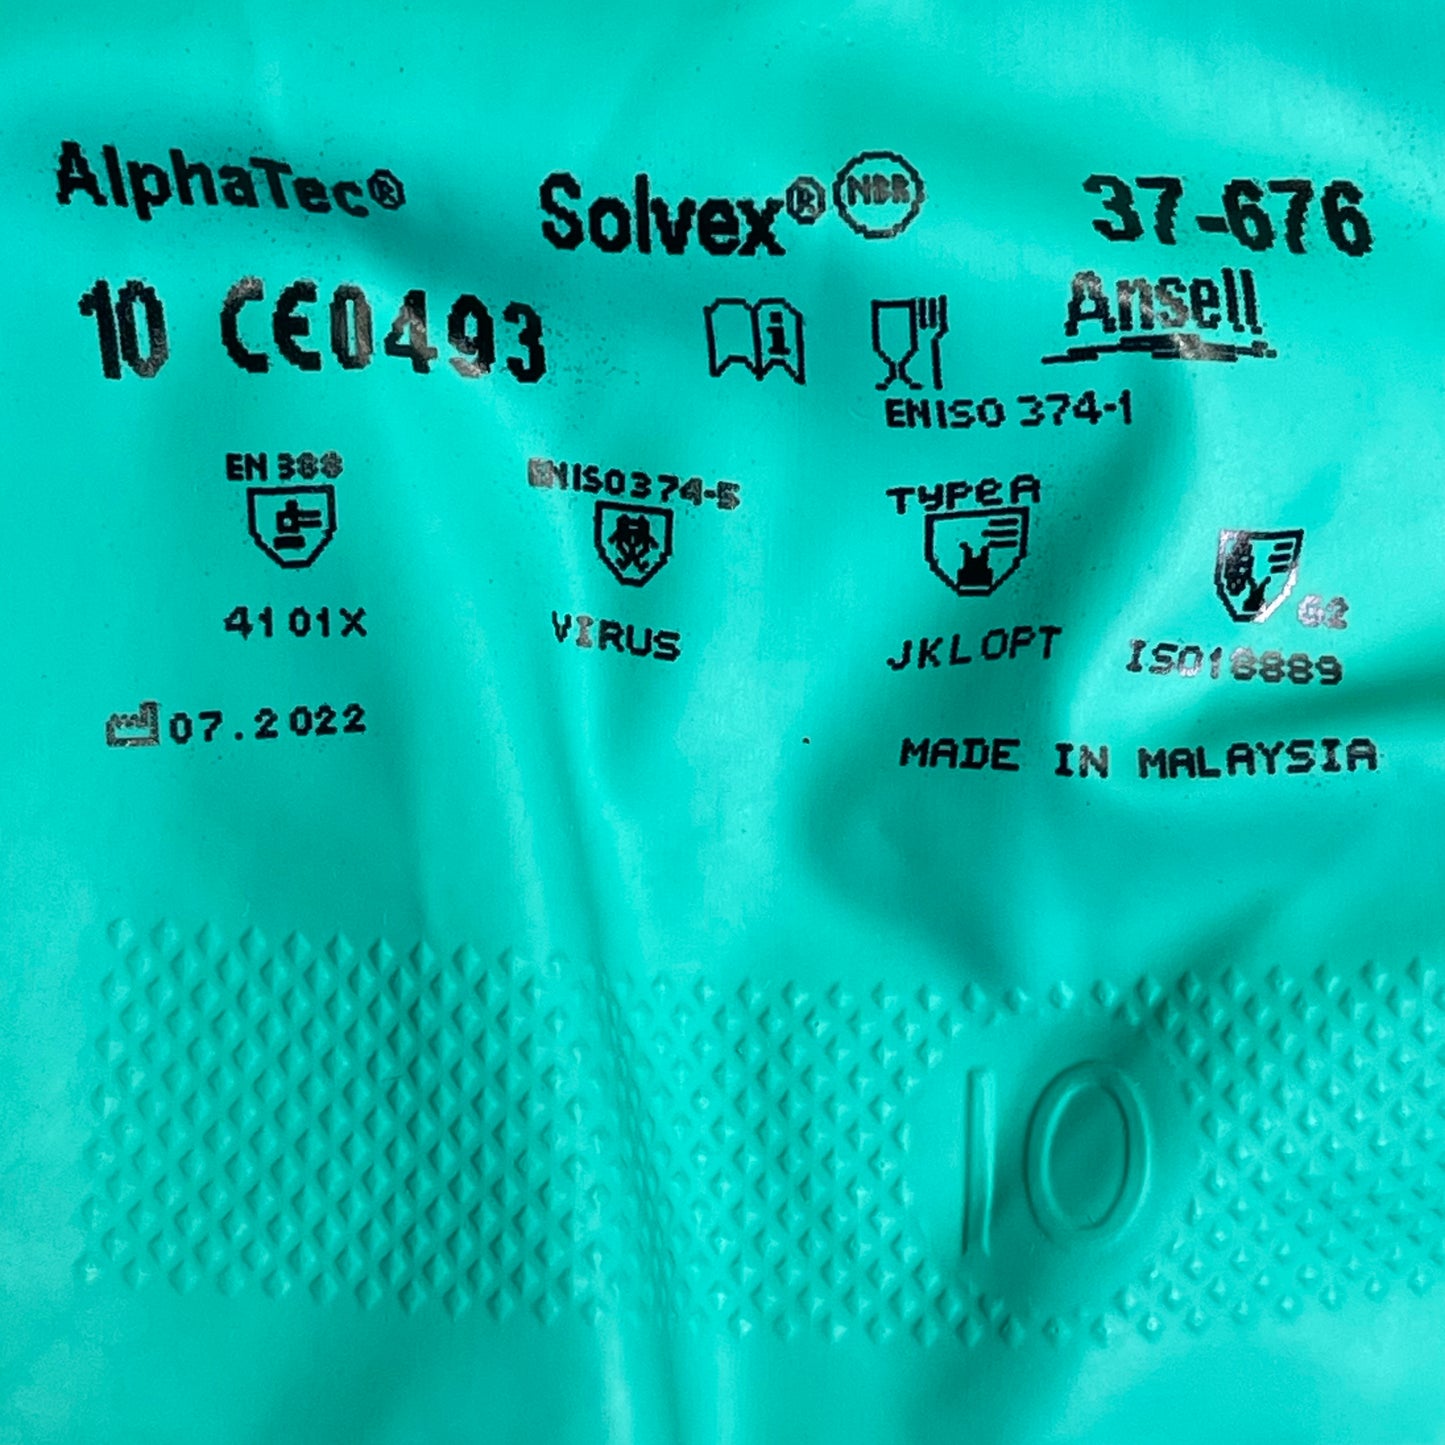 AlphaTec® Solvex® NBR 37-676
10 CE0493 i Ansell
EN ISO 374-1
EN 388 EN ISO 374-5 TYPE A
4101X VIRUS JKLOPT G2
ISO18889
07.2022 MADE IN MALAYSIA
10